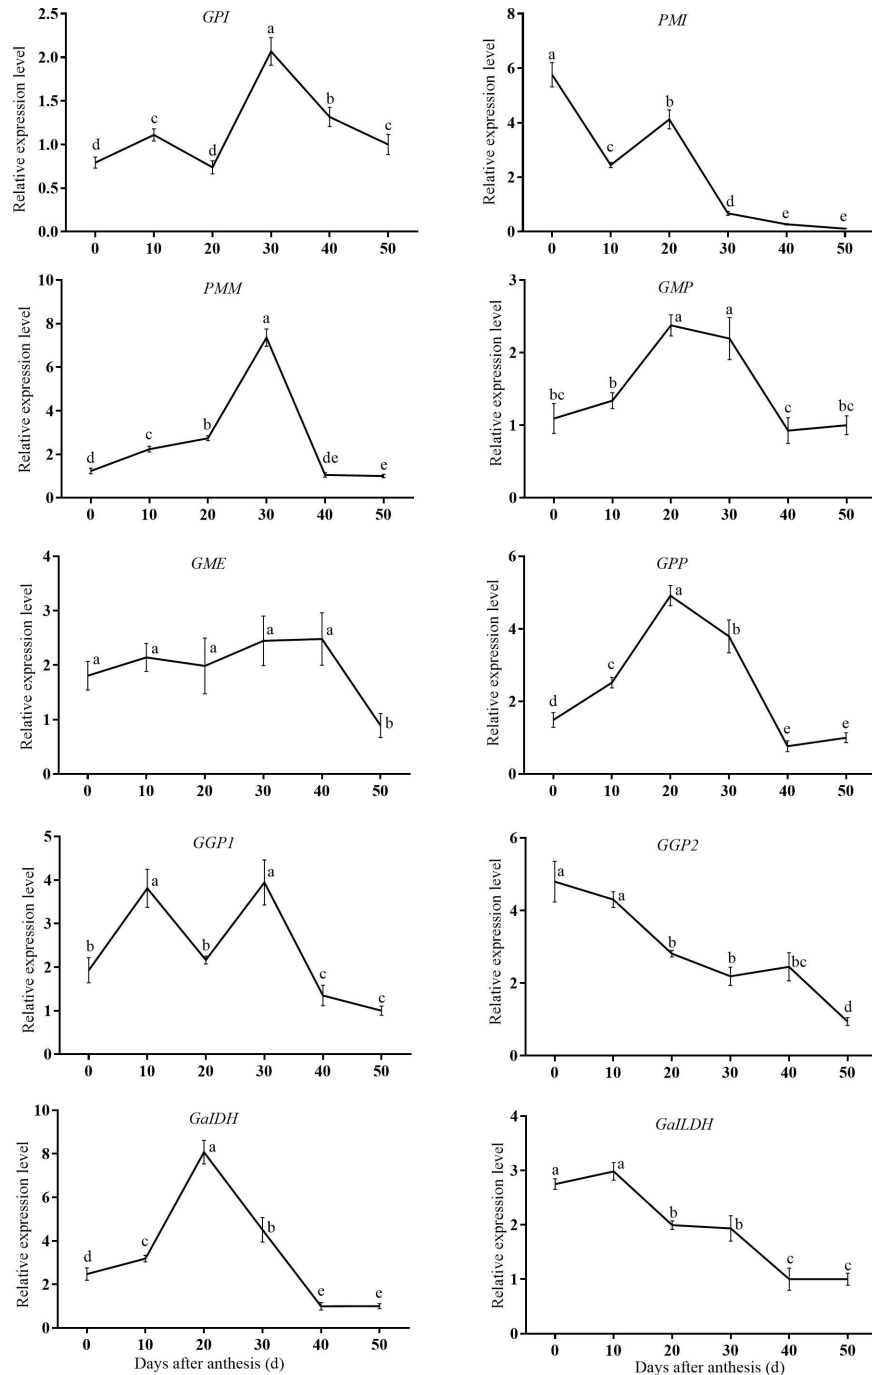 GPI
Relative expression level
2.5
2.0
1.5
1.0
0.5
0.0
d
c
d
a
b
c
0 10 20 30 40 50
PMI
Relative expression level
8
6
4
2
0
a
c
b
d
e
e
0 10 20 30 40 50
PMM
Relative expression level
10
8
6
4
2
0
d
c
b
a
de
e
0 10 20 30 40 50
GMP
Relative expression level
3
2
1
0
bc
b
a
a
c
bc
0 10 20 30 40 50
GME
Relative expression level
4
3
2
1
0
a
a
a
a
a
b
0 10 20 30 40 50
GPP
Relative expression level
6
4
2
0
d
c
a
b
e
e
0 10 20 30 40 50
GGP1
Relative expression level
5
4
3
2
1
0
b
a
b
a
c
c
0 10 20 30 40 50
GGP2
Relative expression level
6
4
2
0
a
a
b
b
bc
d
0 10 20 30 40 50
GalDH
Relative expression level
10
8
6
4
2
0
d
c
a
b
e
e
0 10 20 30 40 50
Days after anthesis (d)
GalLDH
Relative expression level
4
3
2
1
0
a
a
b
b
c
c
0 10 20 30 40 50
Days after anthesis (d)